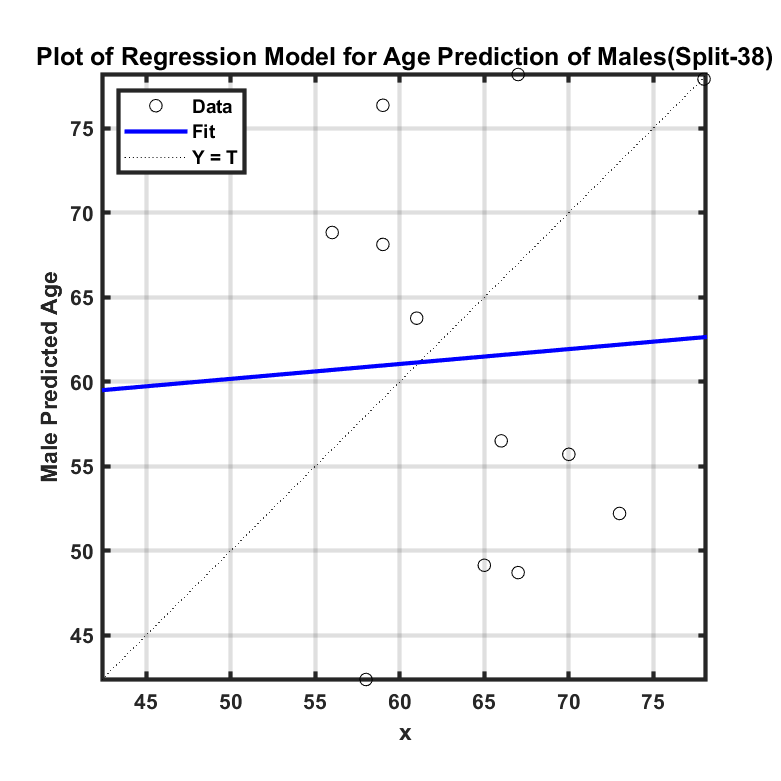 Plot of Regression Model for Age Prediction of Males(Split-38)
Data
Fit
Y = T
Male Predicted Age
75
70
65
60
55
50
45
45 50 55 60 65 70 75
x